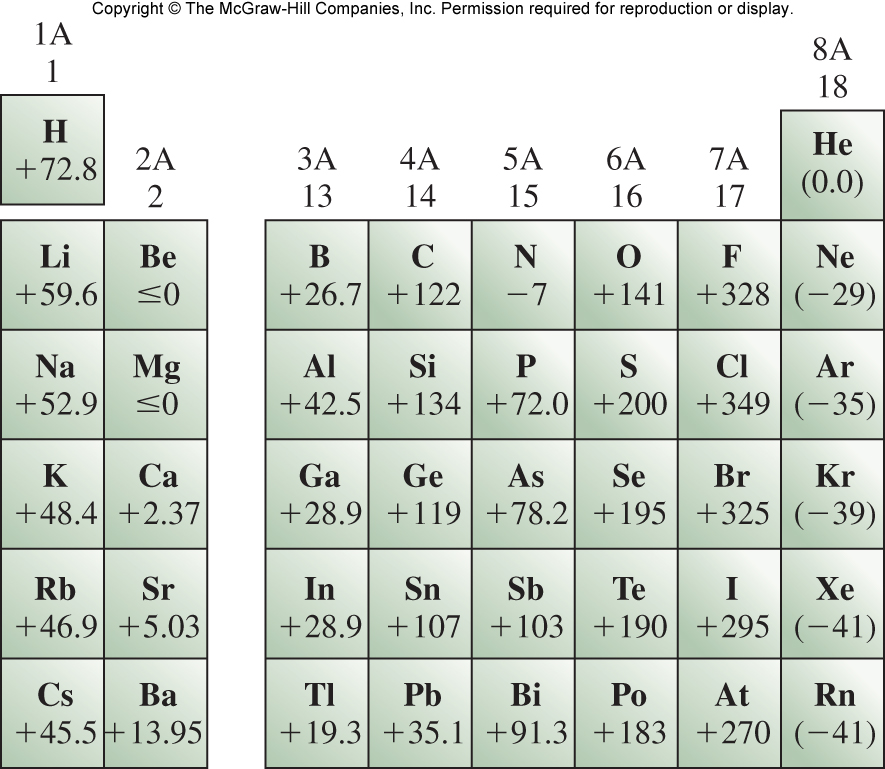 Copyright © The McGraw-Hill Companies, Inc. Permission required for reproduction or display.
1A 8A
1 18
H He
+72.8 (0.0)
2A 3A 4A 5A 6A 7A
2 13 14 15 16 17
Li Be B C N O F Ne
+59.6 ≤0 +26.7 +122 −7 +141 +328 (−29)
Na Mg Al Si P S Cl Ar
+52.9 ≤0 +42.5 +134 +72.0 +200 +349 (−35)
K Ca Ga Ge As Se Br Kr
+48.4 +2.37 +28.9 +119 +78.2 +195 +325 (−39)
Rb Sr In Sn Sb Te I Xe
+46.9 +5.03 +28.9 +107 +103 +190 +295 (−41)
Cs Ba Tl Pb Bi Po At Rn
+45.5 +13.95 +19.3 +35.1 +91.3 +183 +270 (−41)